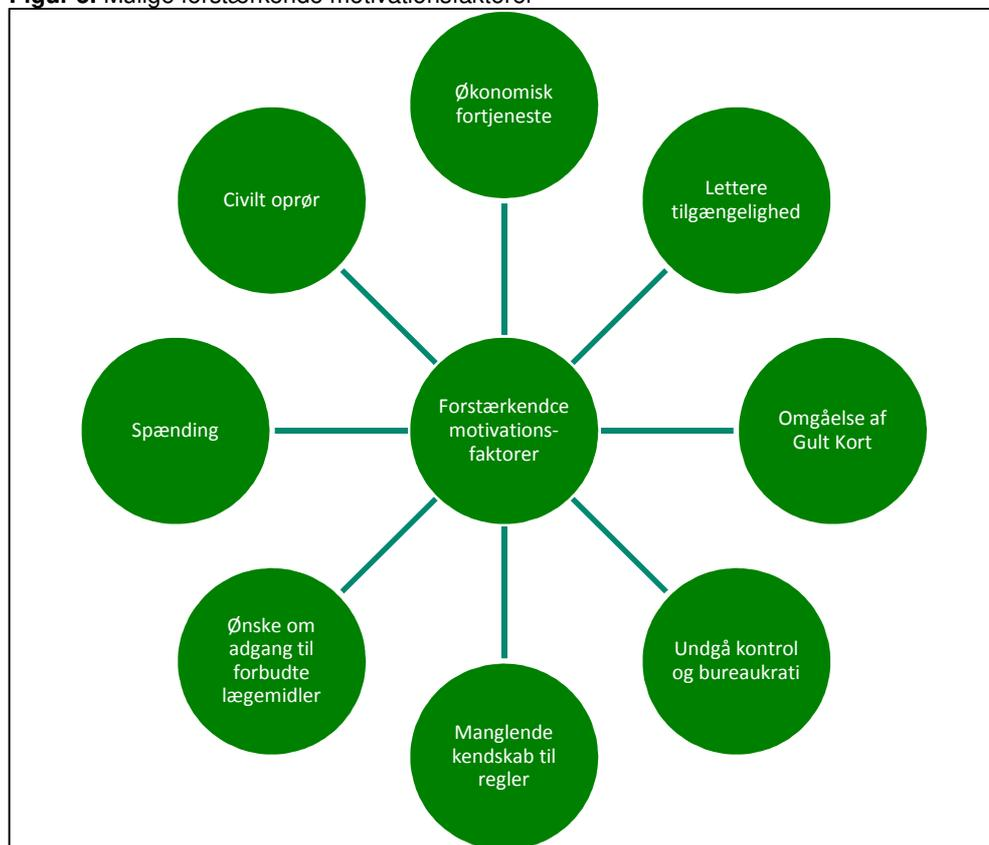 Økonomisk
fortjeneste
Lettere
tilgængelighed
Omgåelse af
Gult Kort
Undgå kontrol
og bureaukrati
Manglende
kendskab til
regler
Ønske om
adgang til
forbudte
lægemidler
Spænding
Civilt oprør
Forstærkendce
motivations-
faktorer